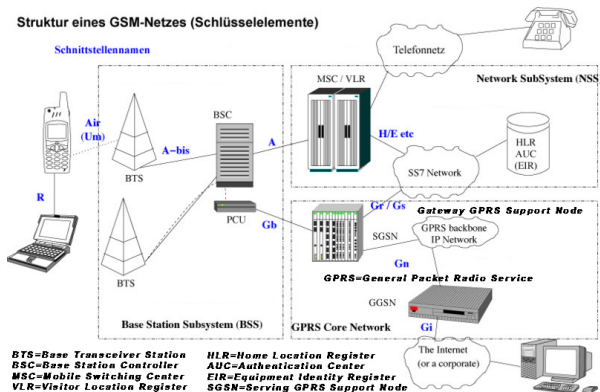 Struktur eines GSM-Netzes (Schlüsselelemente)
Schnittstellennamen
Telefonnetz
MSC / VLR
Network SubSystem (NSS
BSC
Air
(Um)
A-bis
A
H/E etc
HLR
AUC
(EIR)
BTS
SS7 Network
R
PCU
Gb
Gr / Gs
Gateway GPRS Support Node
SGSN
GPRS backbone
IP Network
Gn
GPRS=General Packet Radio Service
BTS
GGSN
Base Station Subsystem (BSS)
GPRS Core Network
Gi
The Internet
(or a corporate)
BTS=Base Transceiver Station
BSC=Base Station Controller
MSC=Mobile Switching Center
VLR=Visitor Location Register
HLR=Home Location Register
AUC=Authentication Center
EIR=Equipment Identity Register
SGSN=Serving GPRS Support Node